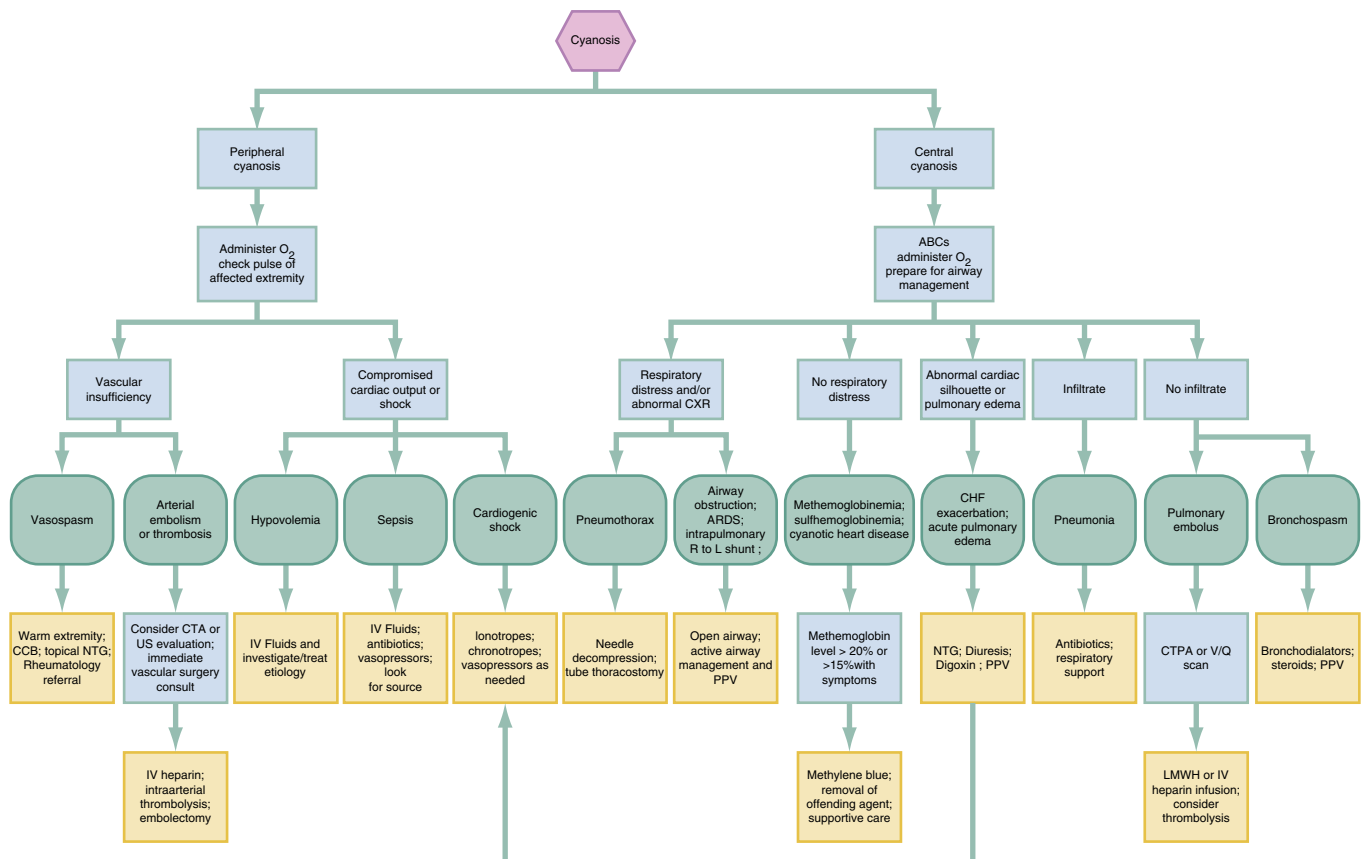 Cyanosis
Peripheral
cyanosis
Central
cyanosis
Administer O2
check pulse of
affected extremity
ABCs
administer O2
prepare for airway
management
Vascular
insufficiency
Compromised
cardiac output or
shock
Respiratory
distress and/or
abnormal CXR
No respiratory
distress
Abnormal cardiac
silhouette or
pulmonary edema
Infiltrate
No infiltrate
Vasospasm
Arterial
embolism
or thrombosis
Hypovolemia
Sepsis
Cardiogenic
shock
Pneumothorax
Airway
obstruction;
ARDS;
intrapulmonary
R to L shunt ;
Methemoglobinemia;
sulfhemoglobinemia;
cyanotic heart disease
CHF
exacerbation;
acute pulmonary
edema
Pneumonia
Pulmonary
embolus
Bronchospasm
Warm extremity;
CCB; topical NTG;
Rheumatology
referral
Consider CTA or
US evaluation;
immediate
vascular surgery
consult
IV Fluids and
investigate/treat
etiology
IV Fluids;
antibiotics;
vasopressors;
look
for source
Ionotropes;
chronotropes;
vasopressors as
needed
Needle
decompression;
tube thoracostomy
Open airway;
active airway
management and
PPV
Methemoglobin
level > 20% or
>15%with
symptoms
NTG; Diuresis;
Digoxin ; PPV
Antibiotics;
respiratory
support
CTPA or V/Q
scan
Bronchodialators;
steroids; PPV
IV heparin;
intraarterial
thrombolysis;
embolectomy
Methylene blue;
removal of
offending agent;
supportive care
LMWH or IV
heparin infusion;
consider
thrombolysis